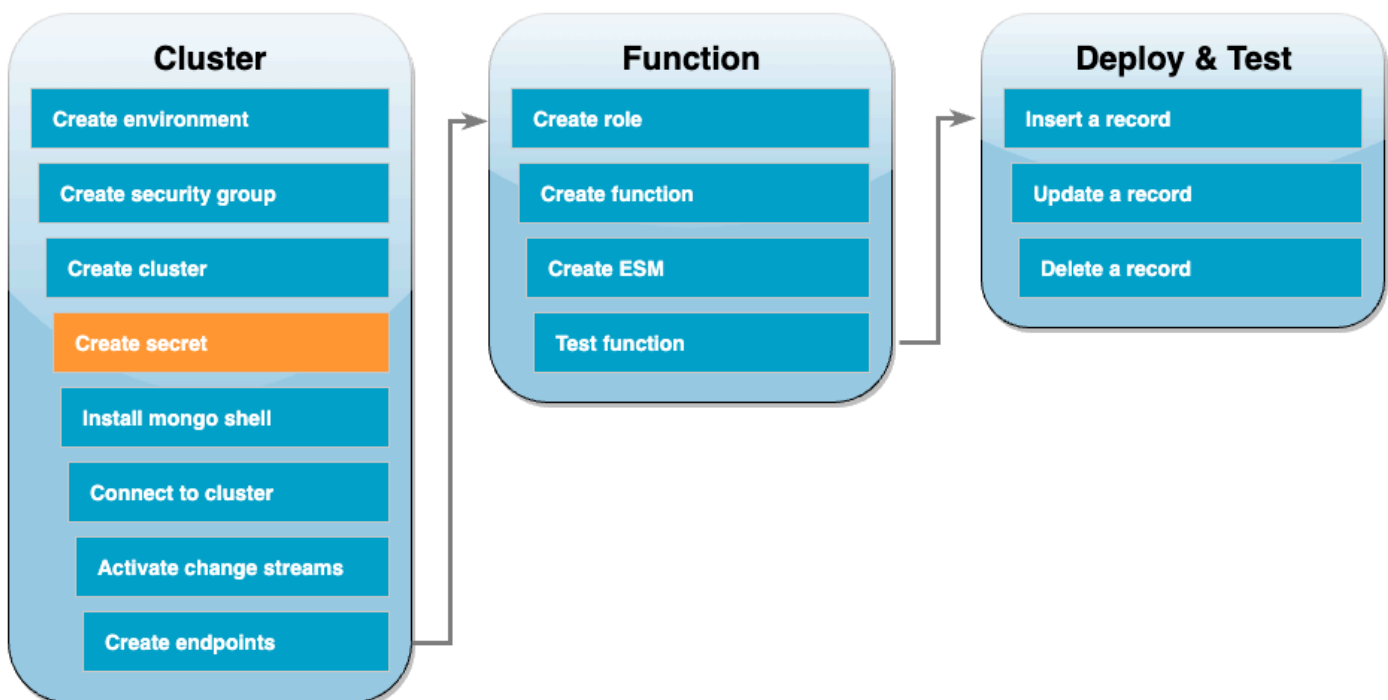 Cluster
Create environment
Create security group
Create cluster
Create secret
Install mongo shell
Connect to cluster
Activate change streams
Create endpoints
Function
Create role
Create function
Create ESM
Test function
Deploy & Test
Insert a record
Update a record
Delete a record